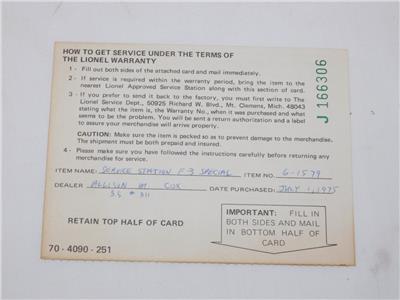 HOW TO GET SERVICE UNDER THE TERMS OF
THE LIONEL WARRANTY
1 - Fill out both sides of the attached card and mail immediately.
2 - If service is required within the warranty period, bring the item to the
nearest Lionel Approved Service Station along with this section of card.
3 - If you prefer to send it back to the factory, you must first write to The
Lionel Service Dept., 50925 Richard W. Blvd., Mt. Clemens, Mich. 48043
stating what the item is, the Warranty No., when it was purchased and what
seems to be the problem. You will be sent a return authorization and a label
to assure your merchandise will arrive properly.
CAUTION: Make sure the item is packed so as to prevent damage to the merchandise.
The shipment must be both prepaid and insured.
4 - Please make sure you have followed the instructions carefully before returning any
merchandise for service.
ITEM NAME: SERVICE STATION F-3 SPECIAL ITEM NO. 6-1579
DEALER ALLISON M COX DATE PURCHASED: JULY 1, 1975
SS # 311
RETAIN TOP HALF OF CARD
IMPORTANT: FILL IN
BOTH SIDES AND MAIL
IN BOTTOM HALF OF
CARD
70 - 4090 - 251
J 166306